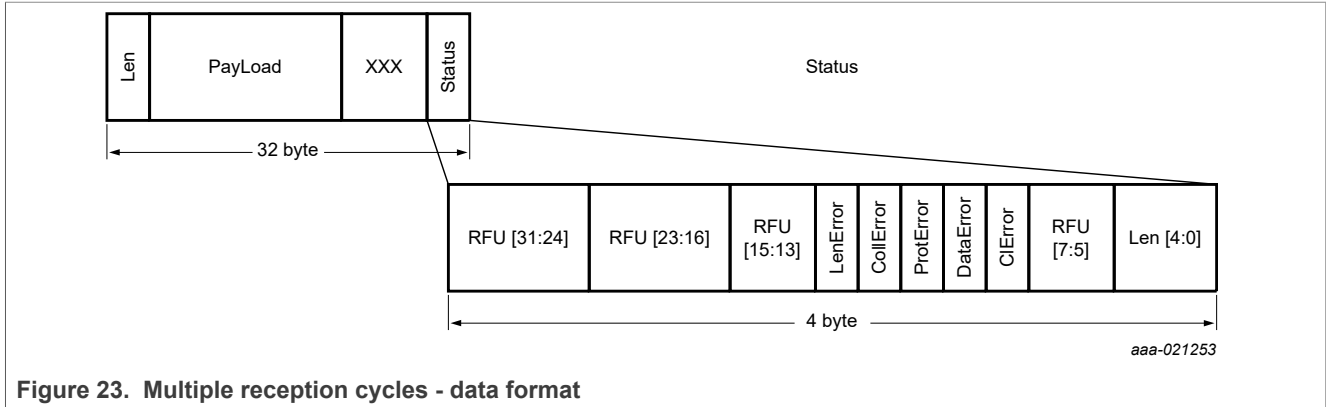 Len
PayLoad
XXX
Status
Status
32 byte
RFU [31:24]
RFU [23:16]
RFU
[15:13]
LenError
CollError
ProtError
DataError
ClError
RFU
[7:5]
Len [4:0]
4 byte
aaa-021253
Figure 23. Multiple reception cycles - data format